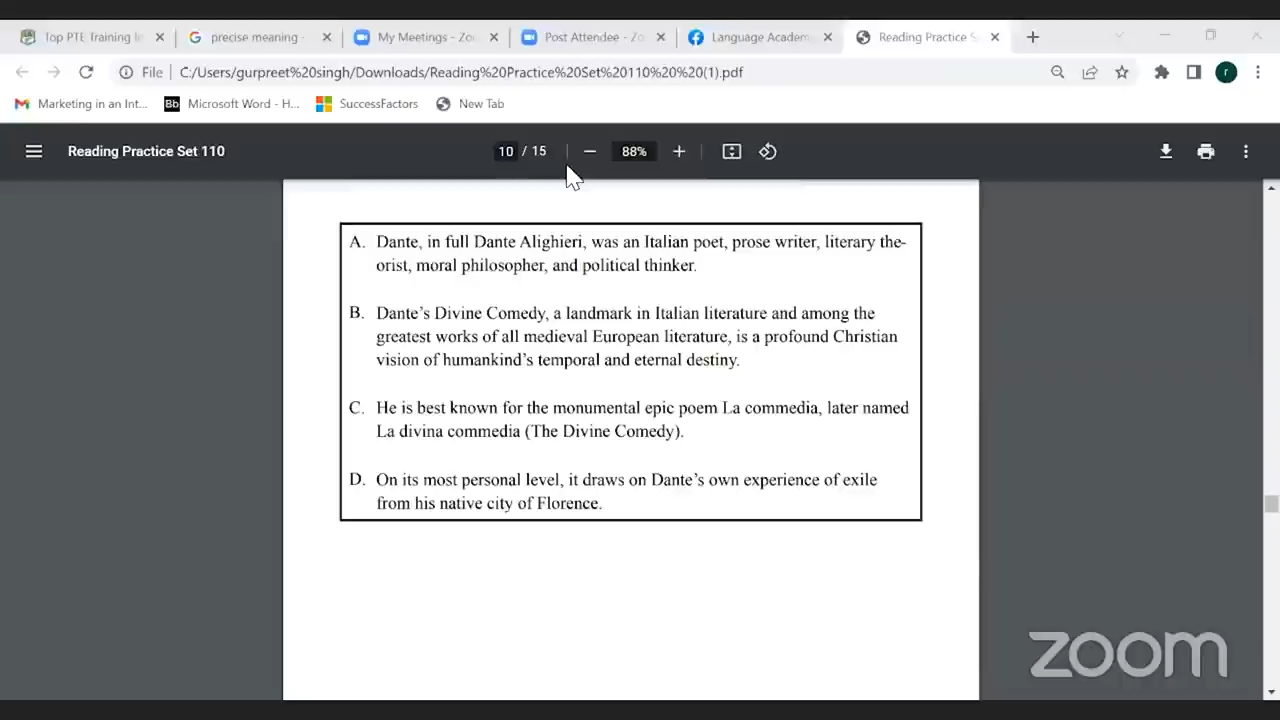 Top PTE Training I
precise meaning -
My Meetings - Zo
Post Attendee - Zo
Language Academ
Reading Practice S
File
C:/Users/gurpreet%20singh/Downloads/Reading%20Practice%20Set%20110%20%20(1).pdf
r
Marketing in an Int...
Bb Microsoft Word - H...
SuccessFactors
New Tab
Reading Practice Set 110
10 / 15
88%
A. Dante, in full Dante Alighieri, was an Italian poet, prose writer, literary the-
orist, moral philosopher, and political thinker.
B. Dante's Divine Comedy, a landmark in Italian literature and among the
greatest works of all medieval European literature, is a profound Christian
vision of humankind's temporal and eternal destiny.
C. He is best known for the monumental epic poem La commedia, later named
La divina commedia (The Divine Comedy).
D. On its most personal level, it draws on Dante's own experience of exile
from his native city of Florence.
zoom